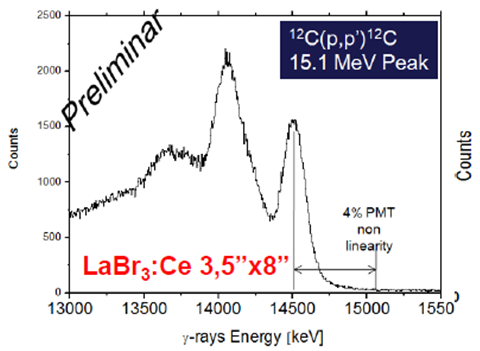 Preliminar
¹²C(p,p’)¹²C
15.1 MeV Peak
2500
2000
1500
1000
500
0
Counts
Counts
4% PMT
non
linearity
LaBr₃:Ce 3,5”x8”
13000 13500 14000 14500 15000 1550
γ-rays Energy [keV]